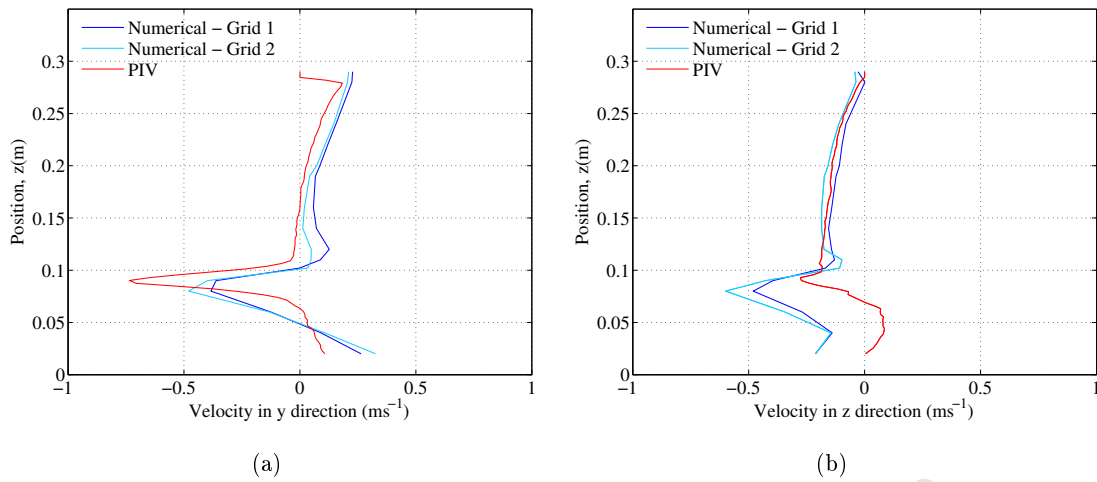 Numerical − Grid 1
Numerical − Grid 2
PIV
0.3
0.25
0.2
0.15
0.1
0.05
0
−1
−0.5
0
0.5
1
Position, z(m)
Velocity in y direction (ms⁻¹)
(a)
Numerical − Grid 1
Numerical − Grid 2
PIV
0.3
0.25
0.2
0.15
0.1
0.05
0
−1
−0.5
0
0.5
1
Position, z(m)
Velocity in z direction (ms⁻¹)
(b)